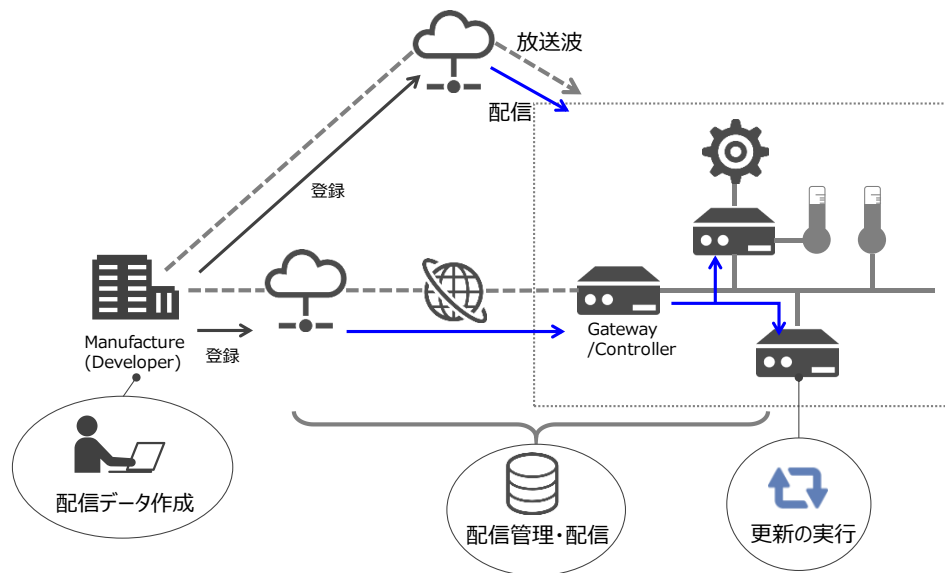 放送波
配信
登録
Manufacture
(Developer)
登録
Gateway
/Controller
配信データ作成
配信管理・配信
更新の実行